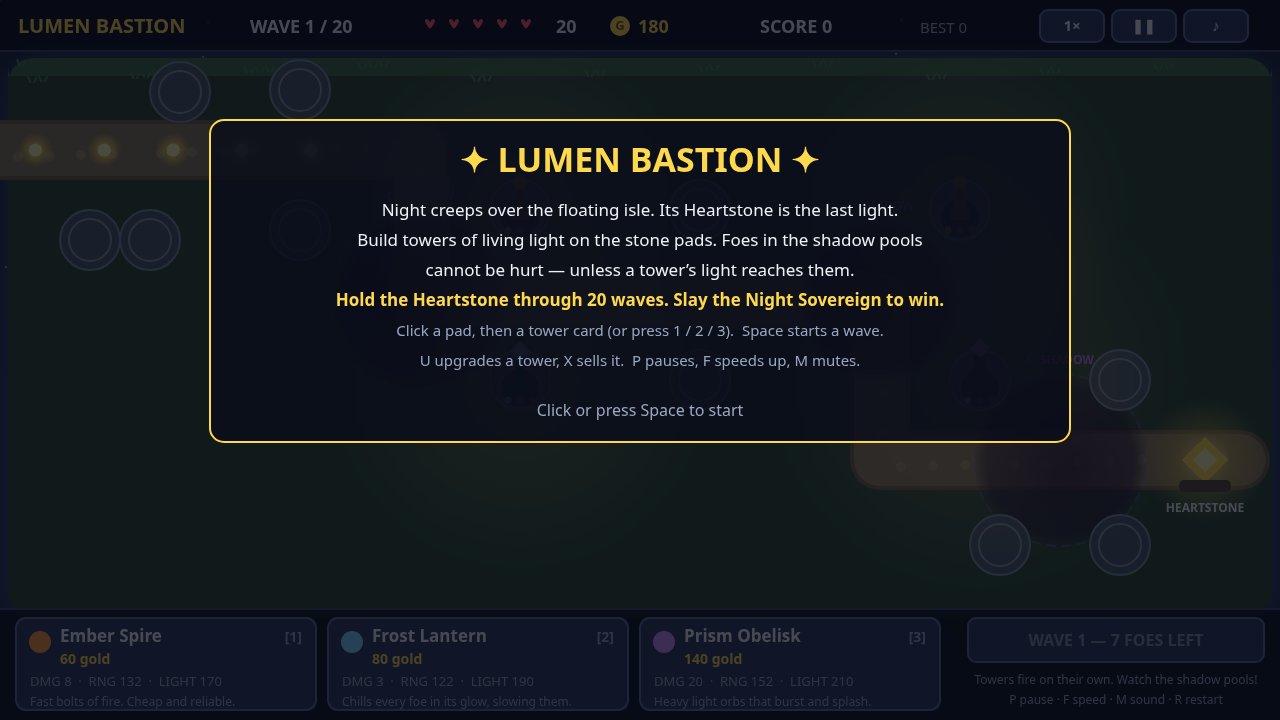 LUMEN BASTION
WAVE 1 / 20
20
G 180
SCORE 0
BEST 0
1×
✦ LUMEN BASTION ✦
Night creeps over the floating isle. Its Heartstone is the last light.
Build towers of living light on the stone pads. Foes in the shadow pools
cannot be hurt — unless a tower’s light reaches them.
Hold the Heartstone through 20 waves. Slay the Night Sovereign to win.
Click a pad, then a tower card (or press 1 / 2 / 3). Space starts a wave.
U upgrades a tower, X sells it. P pauses, F speeds up, M mutes.
Click or press Space to start
SHADOW
HEARTSTONE
Ember Spire [1]
60 gold
DMG 8 · RNG 132 · LIGHT 170
Fast bolts of fire. Cheap and reliable.
Frost Lantern [2]
80 gold
DMG 3 · RNG 122 · LIGHT 190
Chills every foe in its glow, slowing them.
Prism Obelisk [3]
140 gold
DMG 20 · RNG 152 · LIGHT 210
Heavy light orbs that burst and splash.
WAVE 1 — 7 FOES LEFT
Towers fire on their own. Watch the shadow pools!
P pause · F speed · M sound · R restart